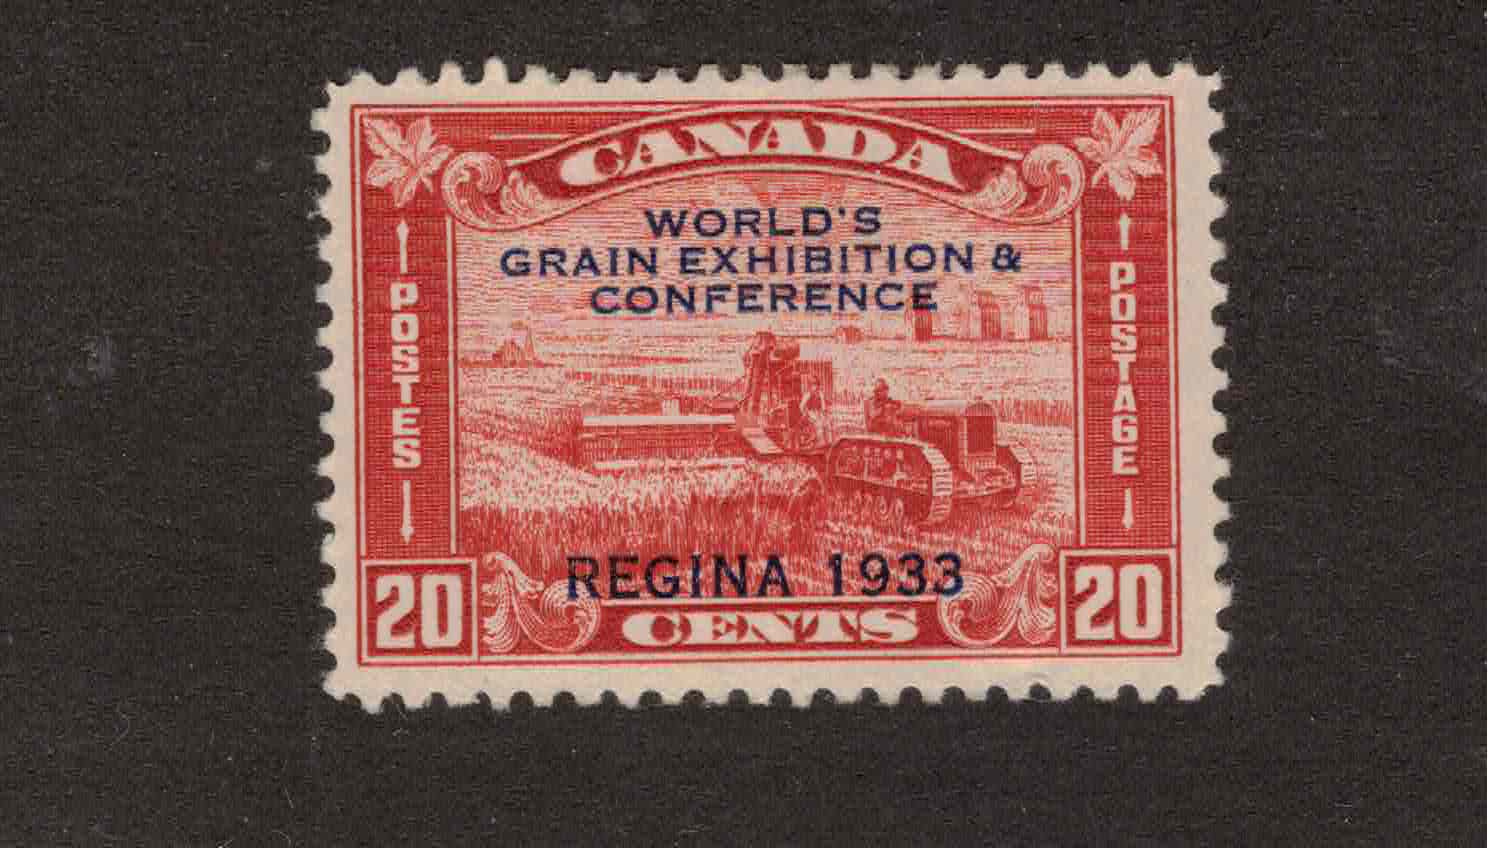 CANADA
WORLD'S
GRAIN EXHIBITION &
CONFERENCE
POSTES
POSTAGE
REGINA 1933
20 CENTS 20